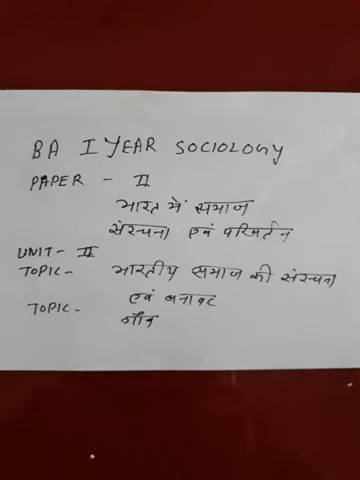 BA I YEAR SOCIOLOGY
PAPER - II
भारत में समाज
संरचना एवं परिवर्तन
UNIT - II
TOPIC - भारतीय समाज की संरचना
एवं बनावट
TOPIC - गाँव